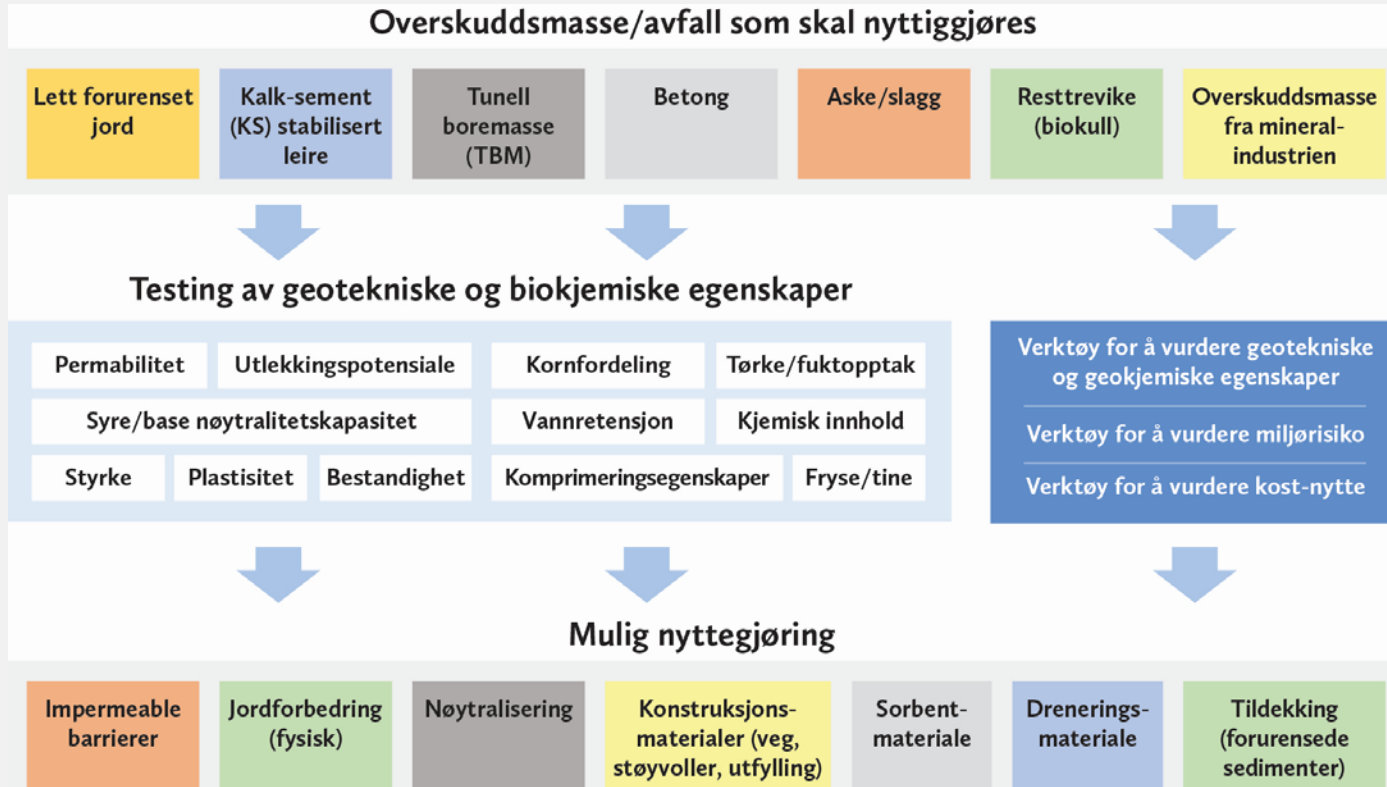 Overskuddsmasse/avfall som skal nyttiggjøres
Lett forurenset
jord
Kalk-sement
(KS) stabilisert
leire
Tunell
boremasse
(TBM)
Betong
Aske/slagg
Resttrevike
(biokull)
Overskuddsmasse
fra mineral-
industrien
Testing av geotekniske og biokjemiske egenskaper
Permabilitet
Utlekkingspotensiale
Kornfordeling
Tørke/fuktopptak
Syre/base nøytralitetskapasitet
Vannretensjon
Kjemisk innhold
Styrke
Plastisitet
Bestandighet
Komprimeringsegenskaper
Fryse/tine
Verktøy for å vurdere geotekniske
og geokjemiske egenskaper
Verktøy for å vurdere miljørisiko
Verktøy for å vurdere kost-nytte
Mulig nyttegjøring
Impermeable
barrierer
Jordforbedring
(fysisk)
Nøytralisering
Konstruksjons-
materialer (veg,
støyvoller, utfylling)
Sorbent-
materiale
Drenerings-
materiale
Tildekking
(forurensede
sedimenter)